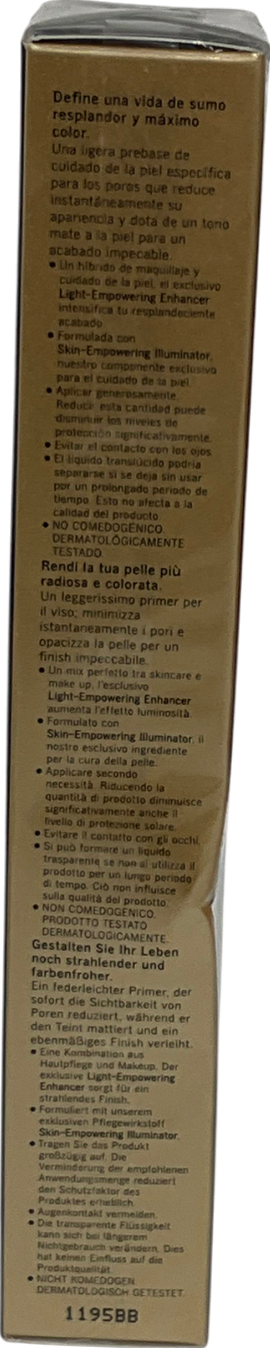 Define una vida de sumo
resplandor y máximo
color.
Una ligera prebase de
cuidado de la piel específica
para los poros que reduce
instantáneamente su
apariencia y dota de un tono
mate a la piel para un
acabado impecable.
• Un híbrido de maquillaje y
cuidado de la piel, el exclusivo
Light-Empowering Enhancer
intensifica tu resplandeciente
acabado.
• Formulada con
Skin-Empowering Illuminator,
nuestro componente exclusivo
para el cuidado de la piel.
• Aplicar generosamente.
Reducir esta cantidad puede
disminuir los niveles de
protección significativamente.
• Evitar el contacto con los ojos.
• El líquido translúcido podría
separarse si se deja sin usar
por un prolongado período de
tiempo. Esto no afecta a la
calidad del producto.
• NO COMEDOGÉNICO.
DERMATOLÓGICAMENTE
TESTADO
Rendi la tua pelle più
radiosa e colorata.
Un leggerissimo primer per
il viso; minimizza
istantaneamente i pori e
opacizza la pelle per un
finish impeccabile.
• Un mix perfetto tra skincare e
make up, l'esclusivo
Light-Empowering Enhancer
aumenta l'effetto luminosità.
• Formulato con
Skin-Empowering Illuminator, il
nostro esclusivo ingrediente
per la cura della pelle.
• Applicare secondo
necessità. Riducendo la
quantità di prodotto diminuisce
significativamente anche il
livello di protezione solare.
• Evitare il contatto con gli occhi.
• Si può formare un liquido
trasparente se non si utilizza il
prodotto per un lungo periodo
di tempo. Ciò non influisce
sulla qualità del prodotto.
• NON COMEDOGENICO.
PRODOTTO TESTATO
DERMATOLOGICAMENTE.
Gestalten Sie Ihr Leben
noch strahlender und
farbenfroher.
Ein federleichter Primer, der
sofort die Sichtbarkeit von
Poren reduziert, während er
den Teint mattiert und ein
ebenmäßiges Finish verleiht.
• Eine Kombination aus
Hautpflege und Makeup. Der
exklusive Light-Empowering
Enhancer sorgt für ein
strahlendes Finish.
• Formuliert mit unserem
exklusiven Pflegewirkstoff
Skin-Empowering Illuminator.
• Tragen Sie das Produkt
großzügig auf. Die
Verminderung der empfohlenen
Anwendungsmenge reduziert
den Schutzfaktor des
Produktes erheblich.
• Augenkontakt vermeiden.
• Die transparente Flüssigkeit
kann sich bei längerem
Nichtgebrauch verändern. Dies
hat keinen Einfluss auf die
Produktqualität.
• NICHT KOMEDOGEN.
DERMATOLOGISCH GETESTET.
1195BB